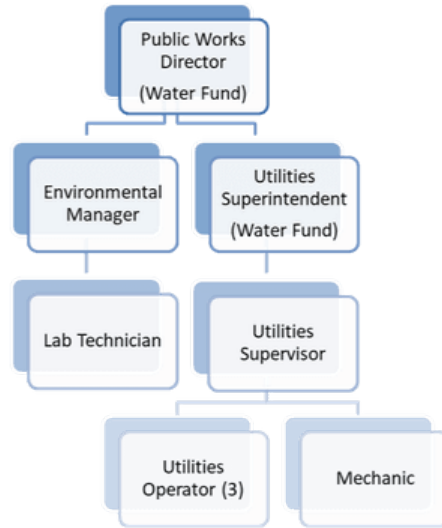 Public Works
Director
(Water Fund)
Environmental
Manager
Utilities
Superintendent
(Water Fund)
Lab Technician
Utilities
Supervisor
Utilities
Operator (3)
Mechanic